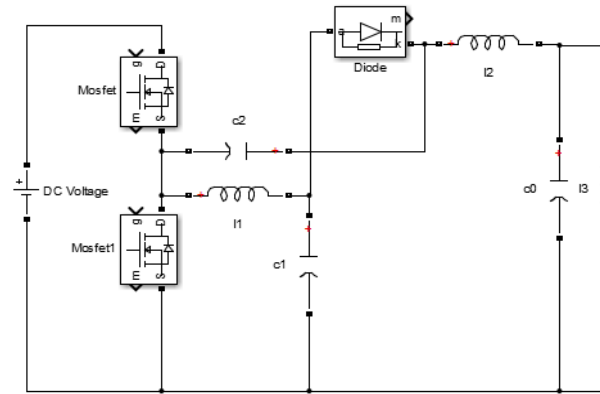 m
a
k
Diode
l2
g
D
Mosfet
m
S
c2
+
DC Voltage
l1
c0
l3
g
D
Mosfet1
m
S
c1